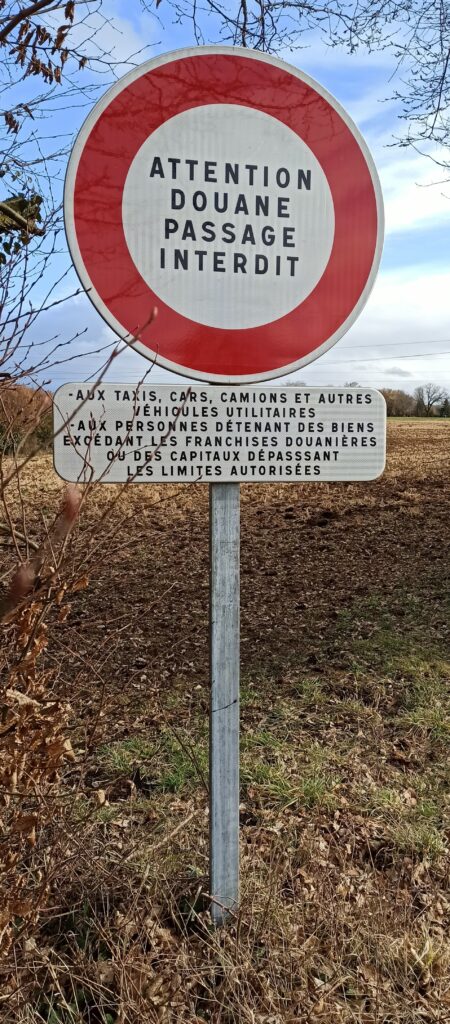 ATTENTION
DOUANE
PASSAGE
INTERDIT
-AUX TAXIS, CARS, CAMIONS ET AUTRES
VÉHICULES UTILITAIRES
-AUX PERSONNES DÉTENANT DES BIENS
EXCÉDANT LES FRANCHISES DOUANIÈRES
OU DES CAPITAUX DÉPASSSANT
LES LIMITES AUTORISÉES